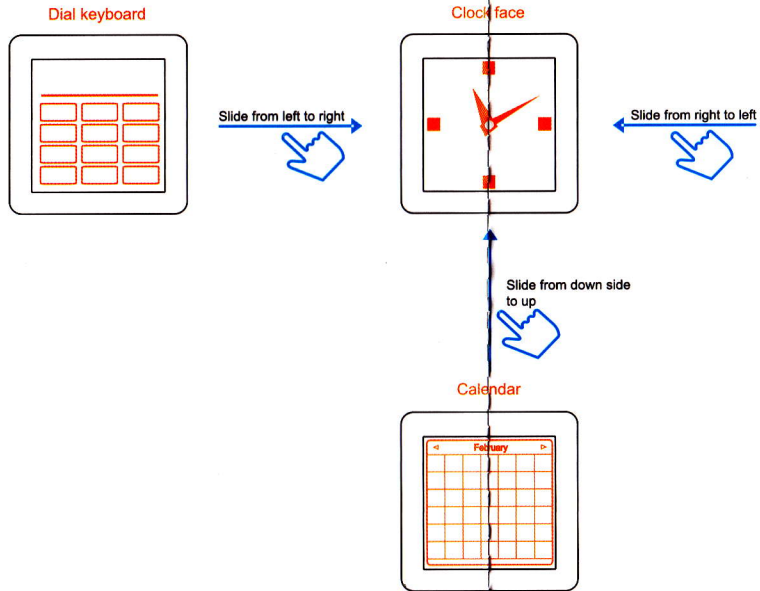 Dial keyboard
Clock face
Slide from left to right
Slide from right to left
Slide from down side
to up
Calendar
February